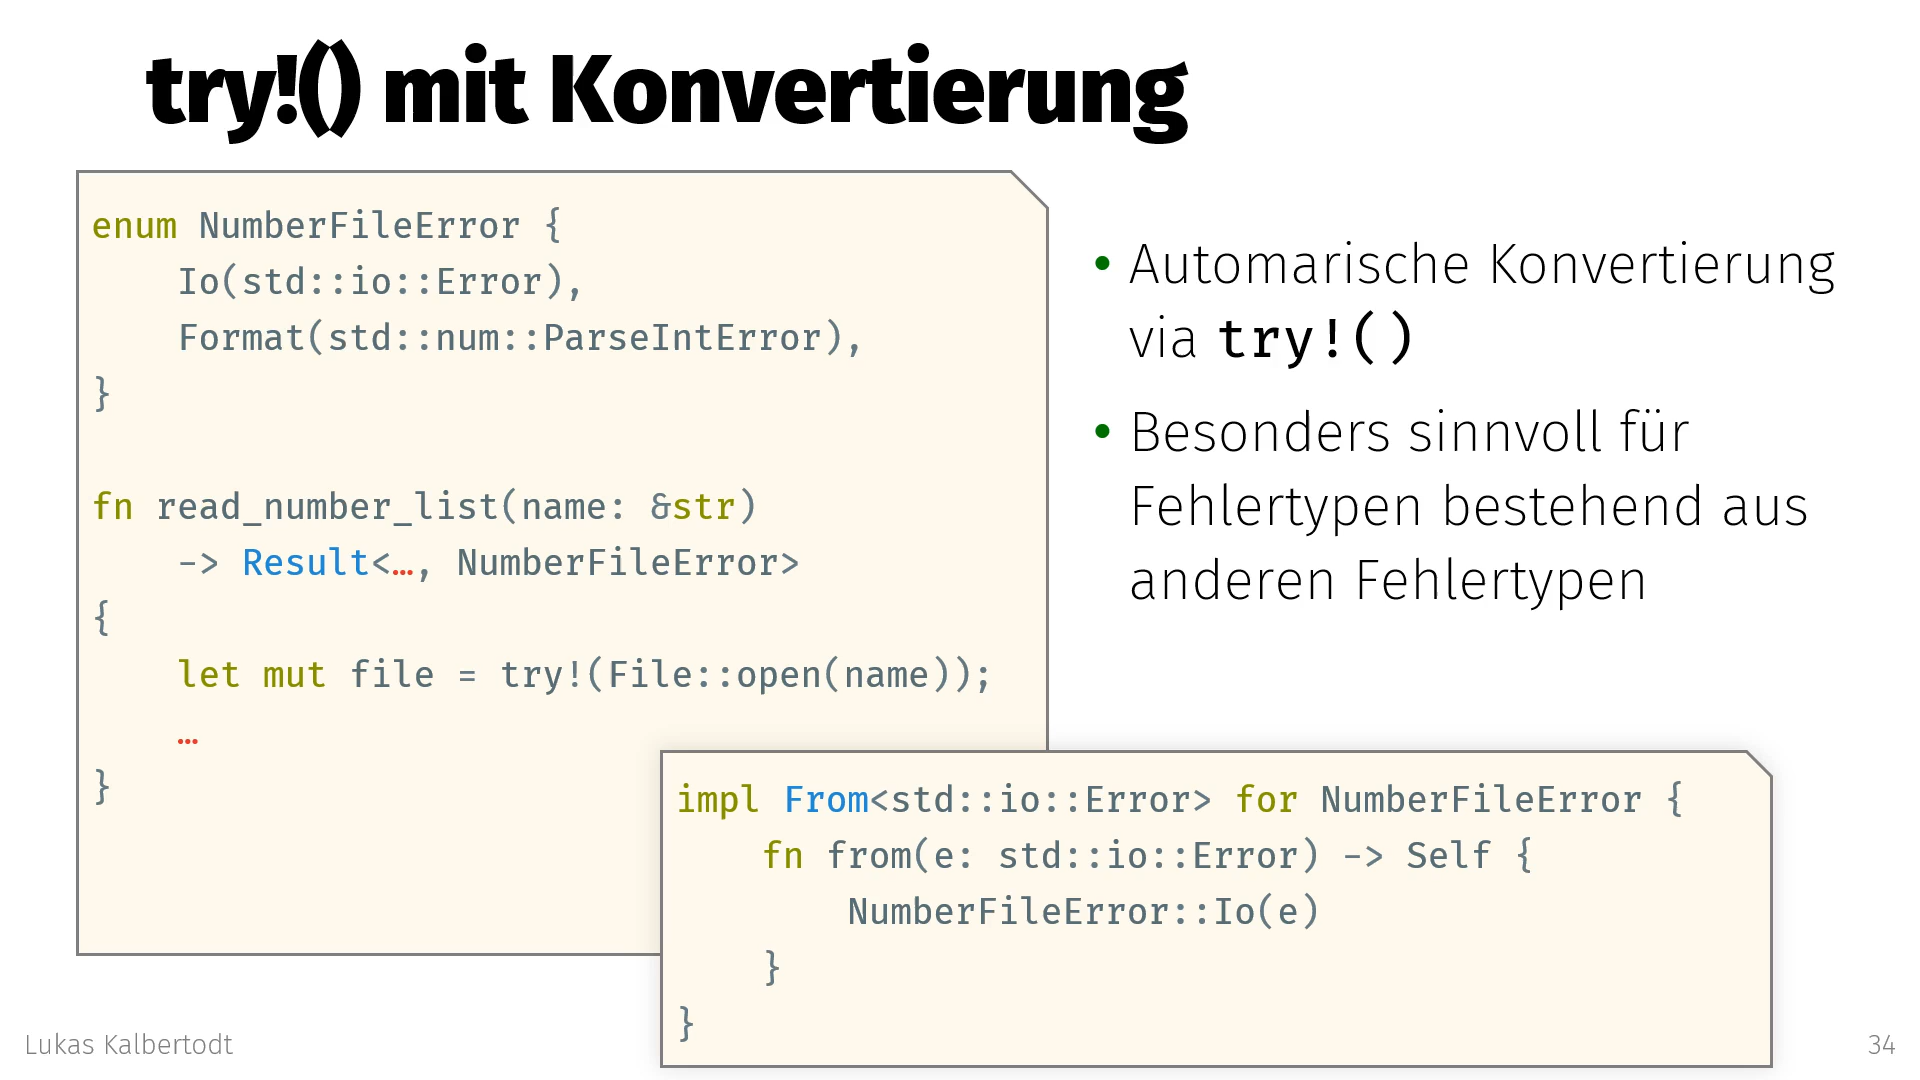 try!() mit Konvertierung
enum NumberFileError {
    Io(std::io::Error),
    Format(std::num::ParseIntError),
}
fn read_number_list(name: &str)
    -> Result<…, NumberFileError>
{
    let mut file = try!(File::open(name));
    …
}
• Automarische Konvertierung
via try!()
• Besonders sinnvoll für
Fehlertypen bestehend aus
anderen Fehlertypen
impl From<std::io::Error> for NumberFileError {
    fn from(e: std::io::Error) -> Self {
        NumberFileError::Io(e)
    }
}
Lukas Kalbertodt
34